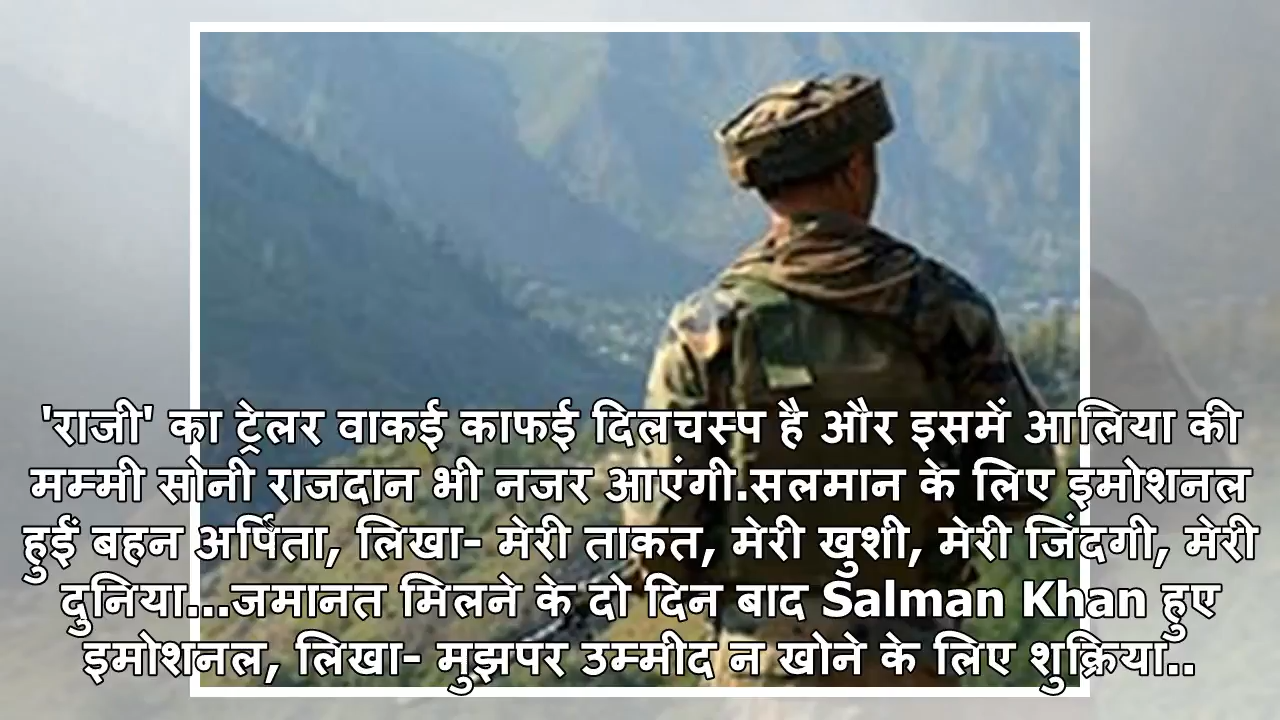 'राजी' का ट्रेलर वाकई काफई दिलचस्प है और इसमें आलिया की
मम्मी सोनी राजदान भी नजर आएंगी.सलमान के लिए इमोशनल
हुईं बहन अर्पिता, लिखा- मेरी ताकत, मेरी खुशी, मेरी जिंदगी, मेरी
दुनिया...जमानत मिलने के दो दिन बाद Salman Khan हुए
इमोशनल, लिखा- मुझपर उम्मीद न खोने के लिए शुक्रिया..